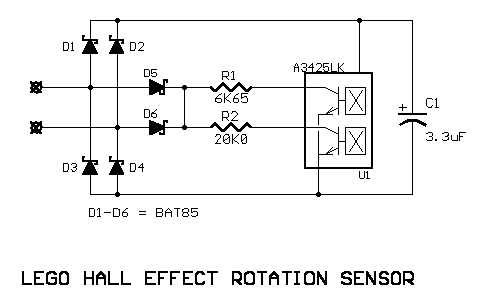 D1
D2
D5
R1
6K65
A3425LK
C1
+
3.3uF
D6
R2
20K0
D3
D4
U1
D1-D6 = BAT85
LEGO HALL EFFECT ROTATION SENSOR